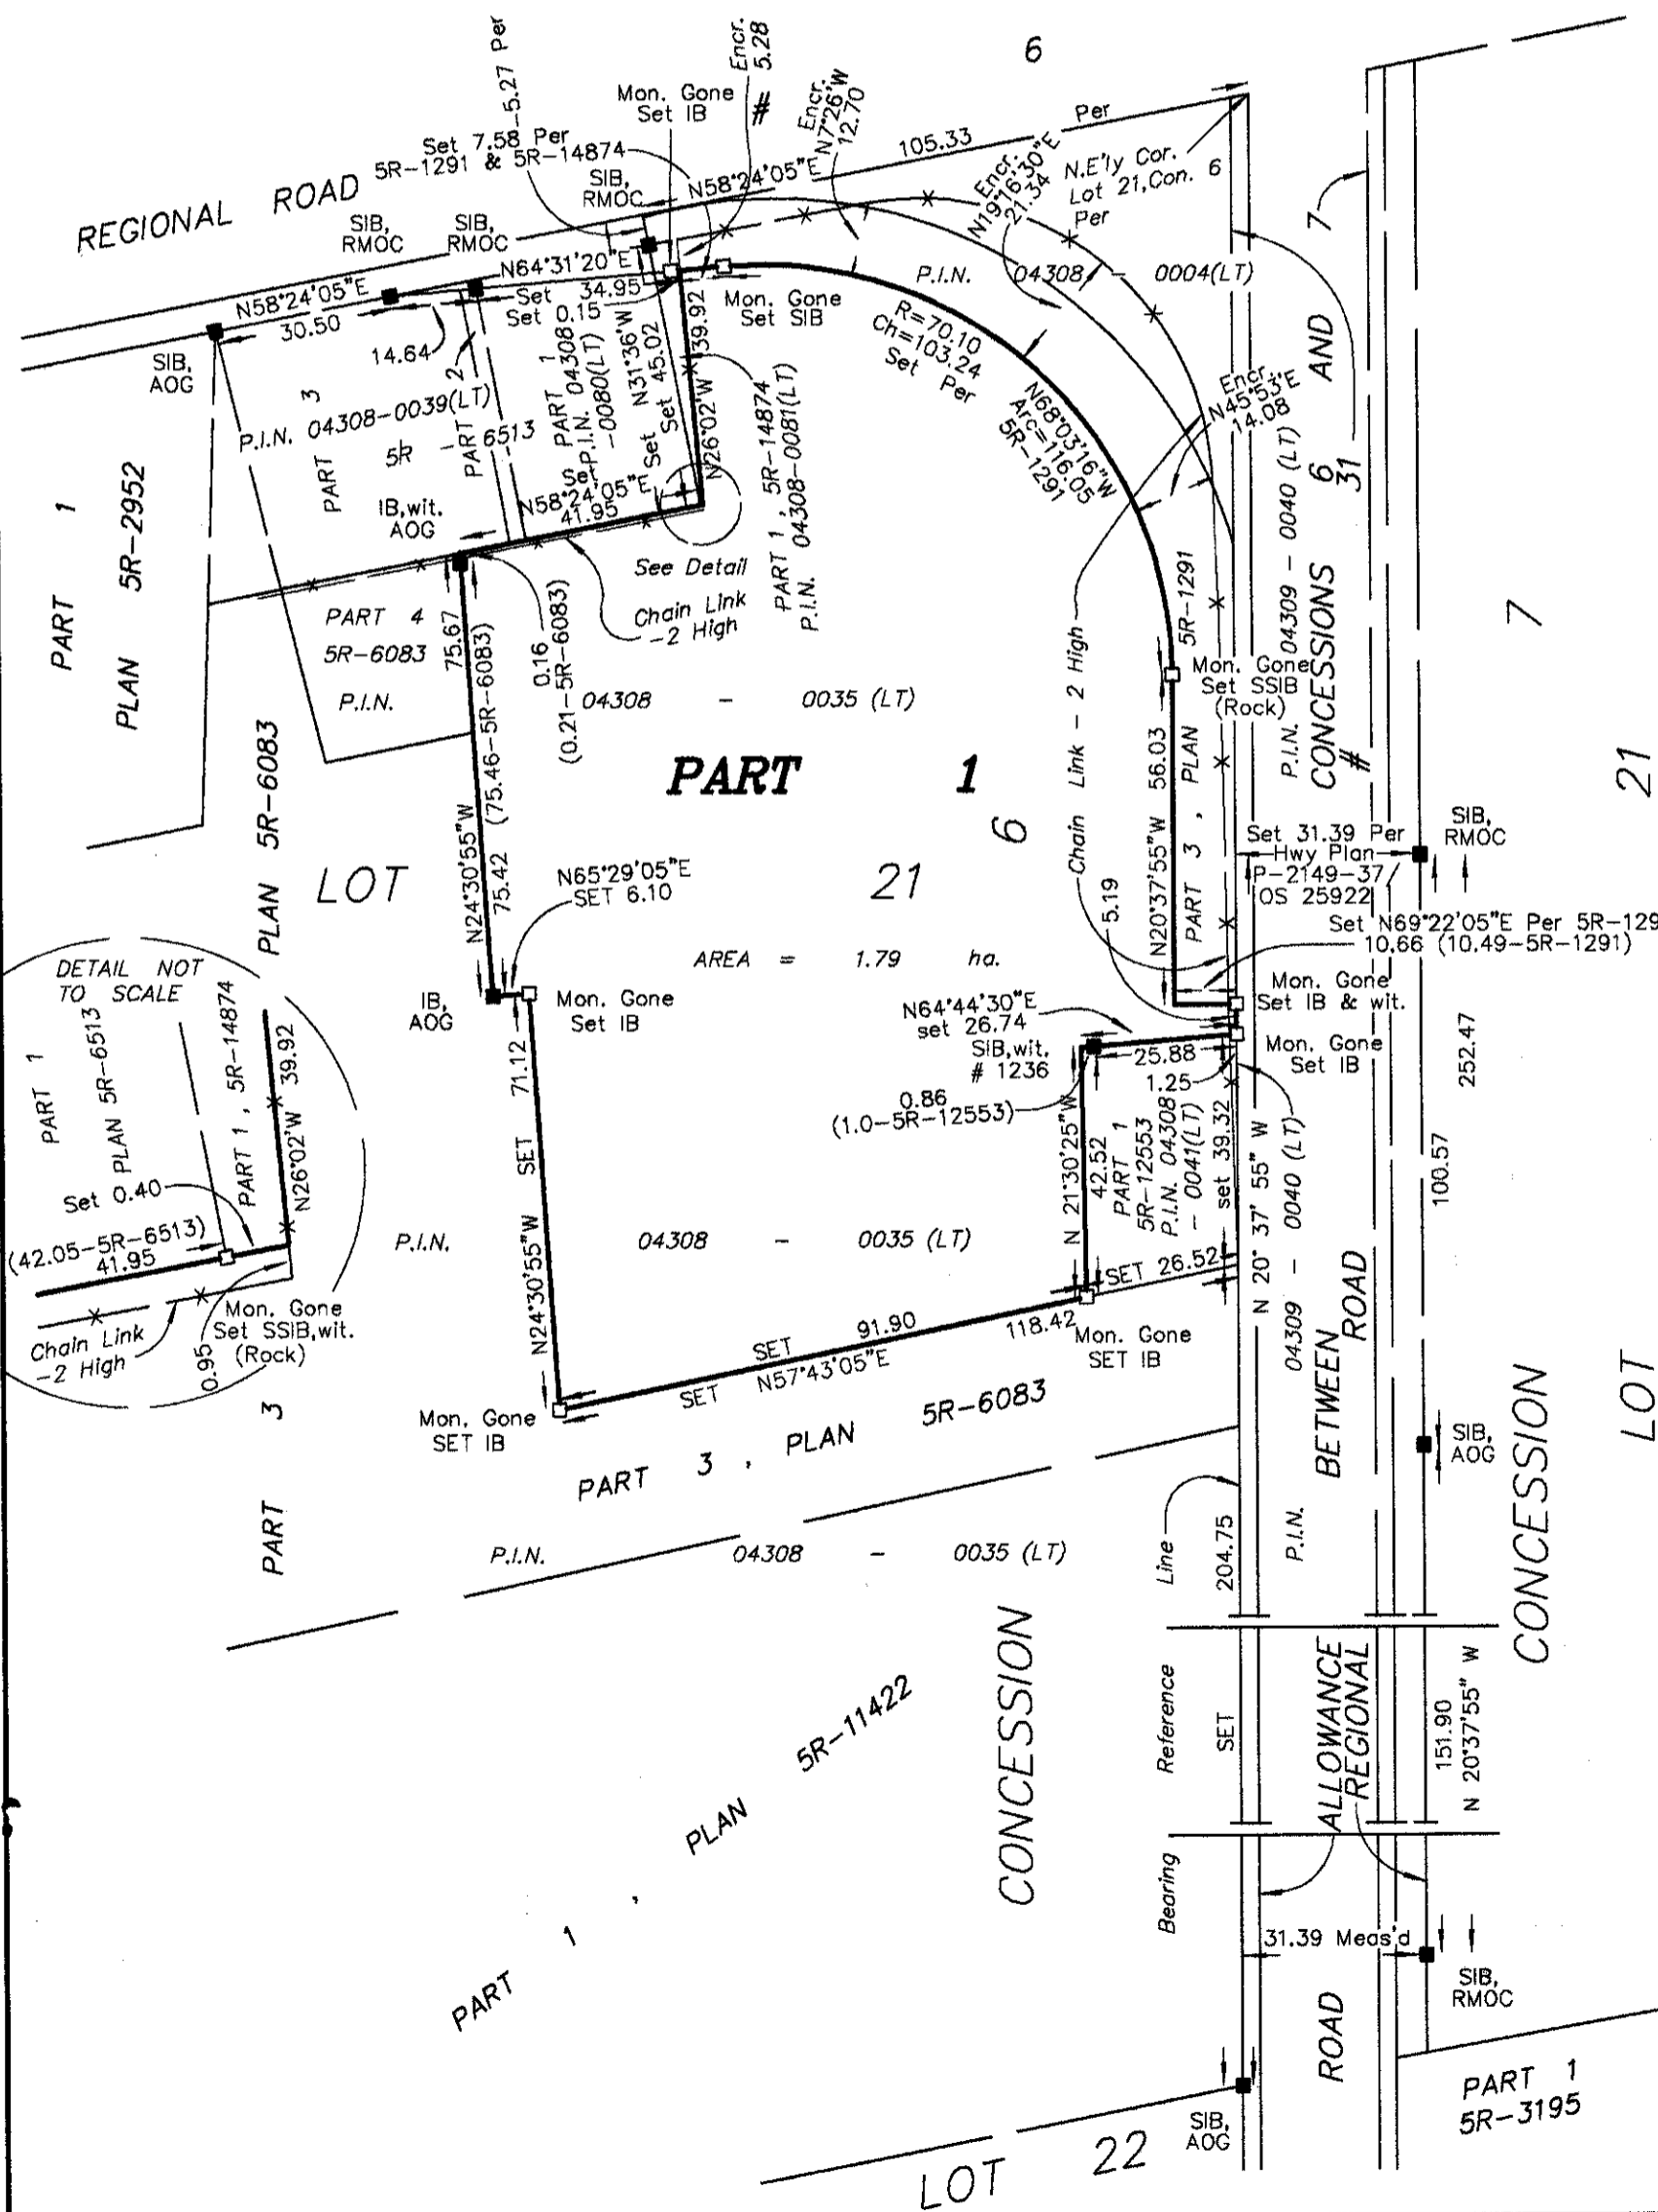 6
Encr.
# 5.28
5.27 Per
Mon. Gone
Set IB
Encr.
N7°26'W
12.70
Per
105.33
Set 7.58 Per
5R-1291 & 5R-14874
REGIONAL ROAD
SIB,
RMOC
N58°24'05"E
Encr.
N19°16'30"E
21.34
N.E'ly Cor.
Lot 21,Con. 6
Per
SIB,
RMOC
SIB,
RMOC
N64°31'20"E
Set 34.95
Set 0.15
N58°24'05"E
30.50
14.64
SIB,
AOG
Mon. Gone
Set SIB
P.I.N. 04308 - 0004(LT)
R=70.10
Ch=103.24
Set Per
N68°03'16"W
Arc=116.05
5R-1291
Encr.
N45°53'E
14.08
PART 3
P.I.N. 04308-0039(LT)
5R - 6513
PART 2
PART 1
Set P.I.N. 04308
-0080(LT)
N31°36'W
Set 45.02
Set
39.92
N26°02'W
PART 1 , 5R-14874
P.I.N. 04308-0081(LT)
N58°24'05"E
41.95
IB,wit.
AOG
See Detail
Chain Link
-2 High
PART 1
PLAN 5R-2952
PART 4
5R-6083
P.I.N. 04308 - 0035 (LT)
75.67
0.16
(0.21-5R-6083)
N24°30'55"W
75.42 (75.46-5R-6083)
PART 1
LOT 21
6
AREA = 1.79 ha.
N65°29'05"E
SET 6.10
IB,
AOG
Mon. Gone
Set IB
PLAN 5R-6083
PART 3
Chain Link - 2 High
5.19
N20°37'55"W 56.03
PART 3 , PLAN 5R-1291
Mon. Gone
Set SSIB
(Rock)
P.I.N. 04309 - 0040 (LT)
CONCESSIONS 6 AND 7
# 31
7
21
Set 31.39 Per
Hwy Plan
P-2149-37
OS 25922
SIB,
RMOC
Set N69°22'05"E Per 5R-129
10.66 (10.49-5R-1291)
Mon. Gone
Set IB & wit.
Mon. Gone
Set IB
252.47
100.57
N64°44'30"E
set 26.74
SIB,wit.
# 1236
25.88
1.25
0.86
(1.0-5R-12553)
N 21°30'25"W
42.52
PART 1
5R-12553
P.I.N. 04308
- 0041(LT)
set 39.32
N 20° 37' 55" W
04309 - 0040 (LT)
P.I.N.
DETAIL NOT
TO SCALE
PART 1
PLAN 5R-6513
PART 1 , 5R-14874
N26°02'W 39.92
Set 0.40
(42.05-5R-6513)
41.95
Chain Link
-2 High
0.95
Mon. Gone
Set SSIB,wit.
(Rock)
71.12
SET
N24°30'55"W
P.I.N. 04308 - 0035 (LT)
SET 26.52
SET 91.90
118.42
SET N57°43'05"E
Mon. Gone
SET IB
Mon. Gone
SET IB
PART 3 , PLAN 5R-6083
P.I.N. 04308 - 0035 (LT)
BETWEEN
ROAD
SIB,
AOG
CONCESSION
LOT
Bearing Reference Line
SET 204.75
ALLOWANCE
REGIONAL
151.90
N 20°37'55" W
CONCESSION
PART 1 , PLAN 5R-11422
31.39 Meas'd
SIB,
RMOC
ROAD
SIB,
AOG
PART 1
5R-3195
LOT 22